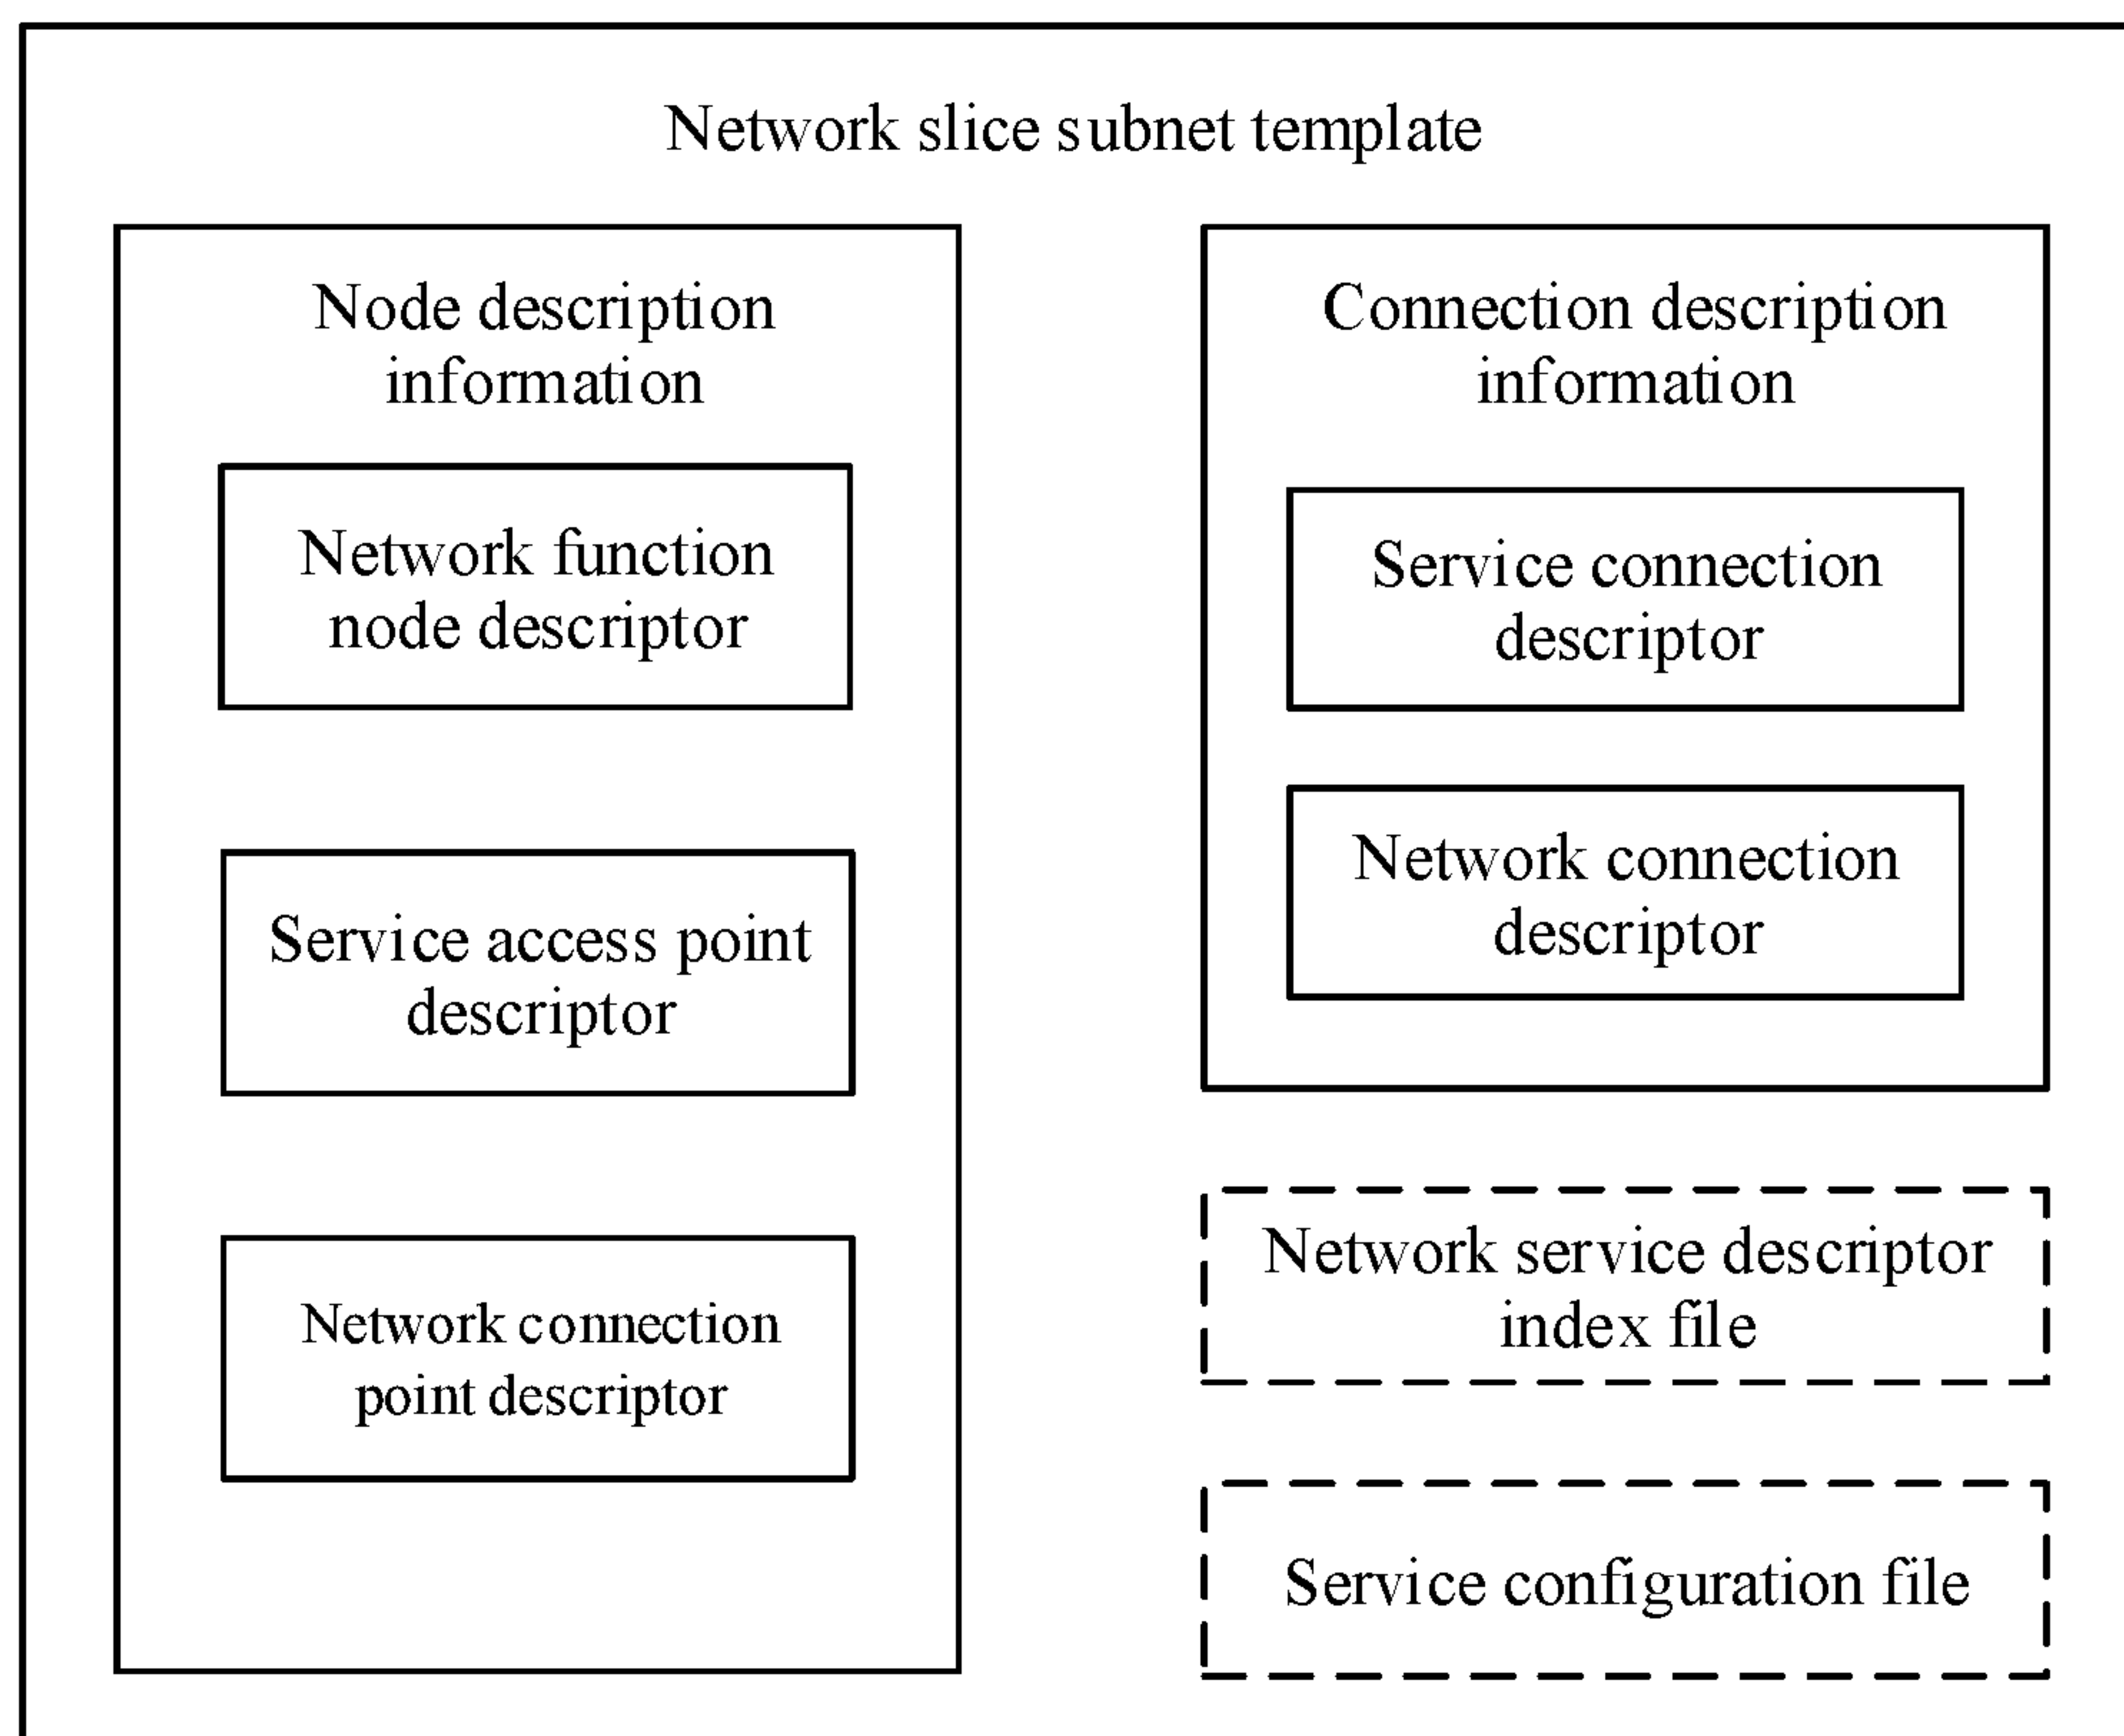 Network slice subnet template
Node description
information
Network function
node descriptor
Service access point
descriptor
Network connection
point descriptor
Connection description
information
Service connection
descriptor
Network connection
descriptor
Network service descriptor
index file
Service configuration file